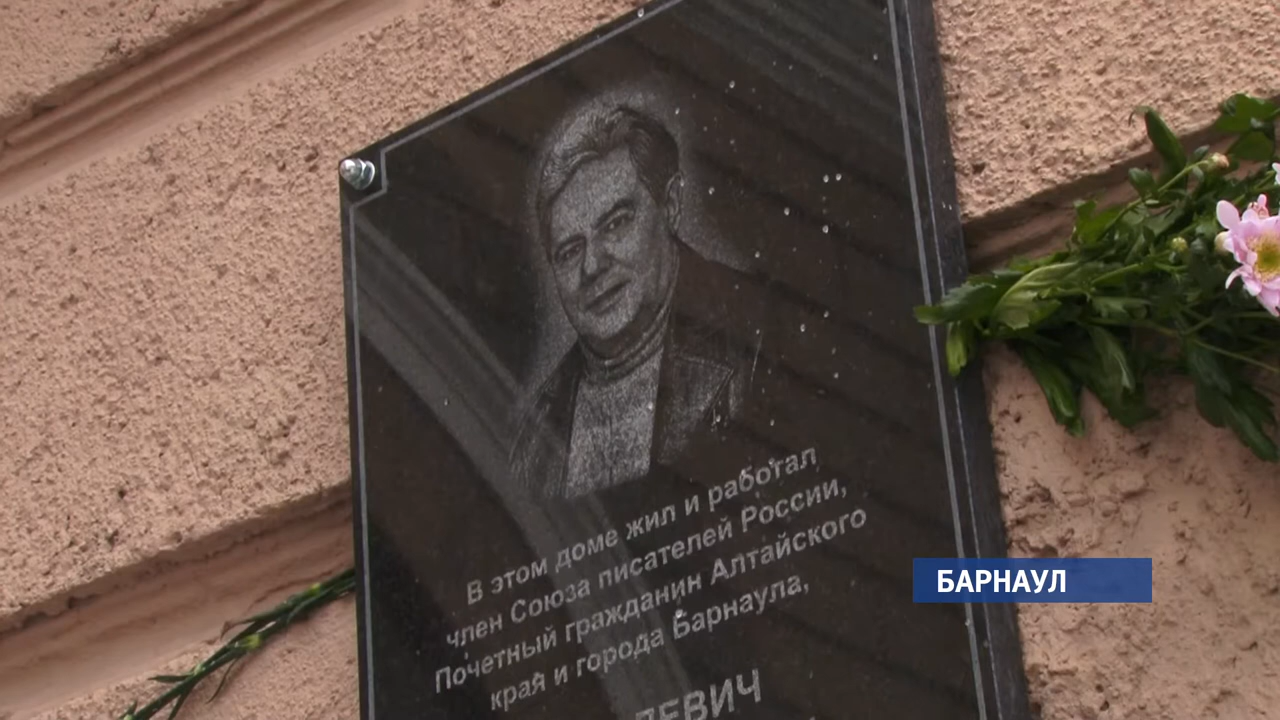 В этом доме жил и работал
член Союза писателей России,
Почетный гражданин Алтайского
края и города Барнаула,
БАРНАУЛ